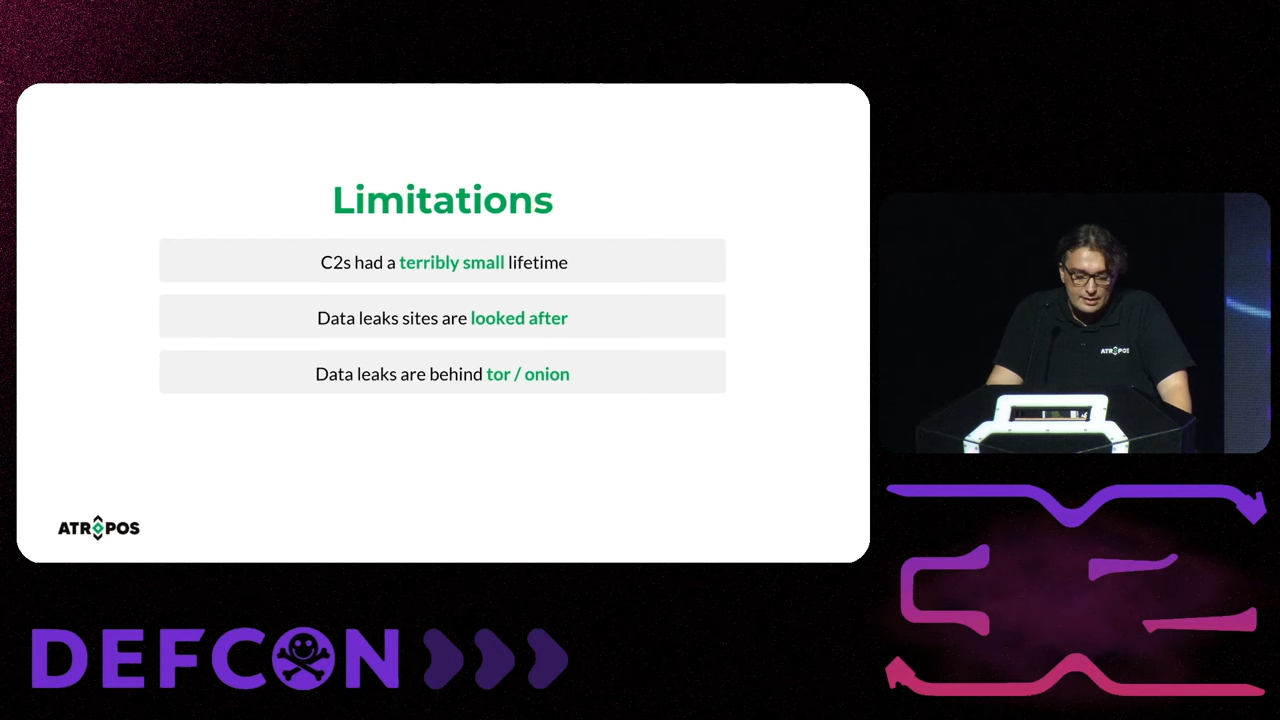 Limitations
C2s had a terribly small lifetime
Data leaks sites are looked after
Data leaks are behind tor / onion
ATROPOS
ATROPOS
DEFCON